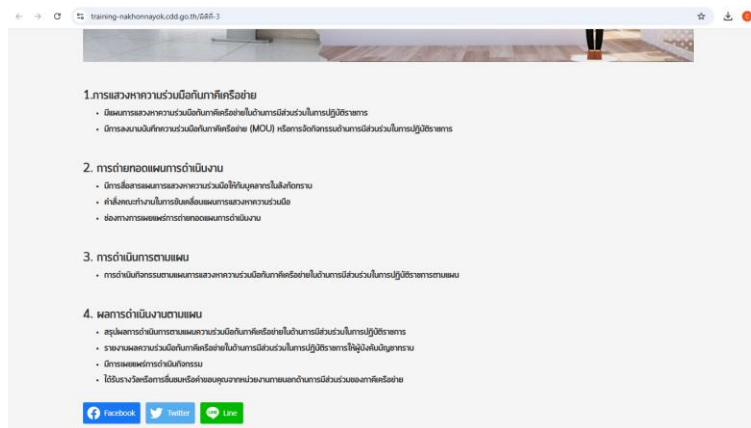 training-nakhonnayok.cdd.go.th/มิติที่-3
1.การแสวงหาความร่วมมือกับภาคีเครือข่าย
• มีแผนการแสวงหาความร่วมมือกับภาคีเครือข่ายในด้านการมีส่วนร่วมในการปฏิบัติราชการ
• มีการลงนามบันทึกความร่วมมือกับภาคีเครือข่าย (MOU) หรือการจัดกิจกรรมด้านการมีส่วนร่วมในการปฏิบัติราชการ
2. การถ่ายทอดแผนการดำเนินงาน
• มีการสื่อสารแผนการแสวงหาความร่วมมือให้กับบุคลากรในสังกัดทราบ
• คำสั่งคณะทำงานในการขับเคลื่อนแผนการแสวงหาความร่วมมือ
• ช่องทางการเผยแพร่การถ่ายทอดแผนการดำเนินงาน
3. การดำเนินการตามแผน
• การดำเนินกิจกรรมตามแผนการแสวงหาความร่วมมือกับภาคีเครือข่ายในด้านการมีส่วนร่วมในการปฏิบัติราชการตามแผน
4. ผลการดำเนินงานตามแผน
• สรุปผลการดำเนินการตามแผนความร่วมมือกับภาคีเครือข่ายในด้านการมีส่วนร่วมในการปฏิบัติราชการ
• รายงานผลความร่วมมือกับภาคีเครือข่ายในด้านการมีส่วนร่วมในการปฏิบัติราชการให้ผู้บังคับบัญชาทราบ
• มีการเผยแพร่การดำเนินกิจกรรม
• ได้รับรางวัลหรือการชื่นชมหรือคำขอบคุณจากหน่วยงานภายนอกด้านการมีส่วนร่วมของภาคีเครือข่าย
Facebook Twitter Line